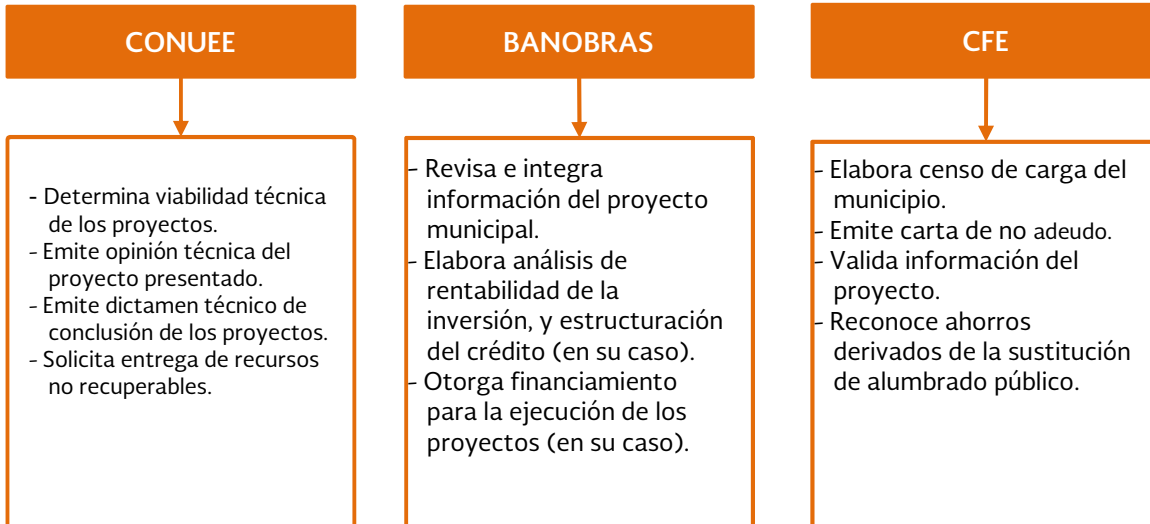 CONUEE
- Determina viabilidad técnica
de los proyectos.
- Emite opinión técnica del
proyecto presentado.
- Emite dictamen técnico de
conclusión de los proyectos.
- Solicita entrega de recursos
no recuperables.
BANOBRAS
- Revisa e integra
información del proyecto
municipal.
- Elabora análisis de
rentabilidad de la
inversión, y estructuración
del crédito (en su caso).
- Otorga financiamiento
para la ejecución de los
proyectos (en su caso).
CFE
- Elabora censo de carga del
municipio.
- Emite carta de no adeudo.
- Valida información del
proyecto.
- Reconoce ahorros
derivados de la sustitución
de alumbrado público.